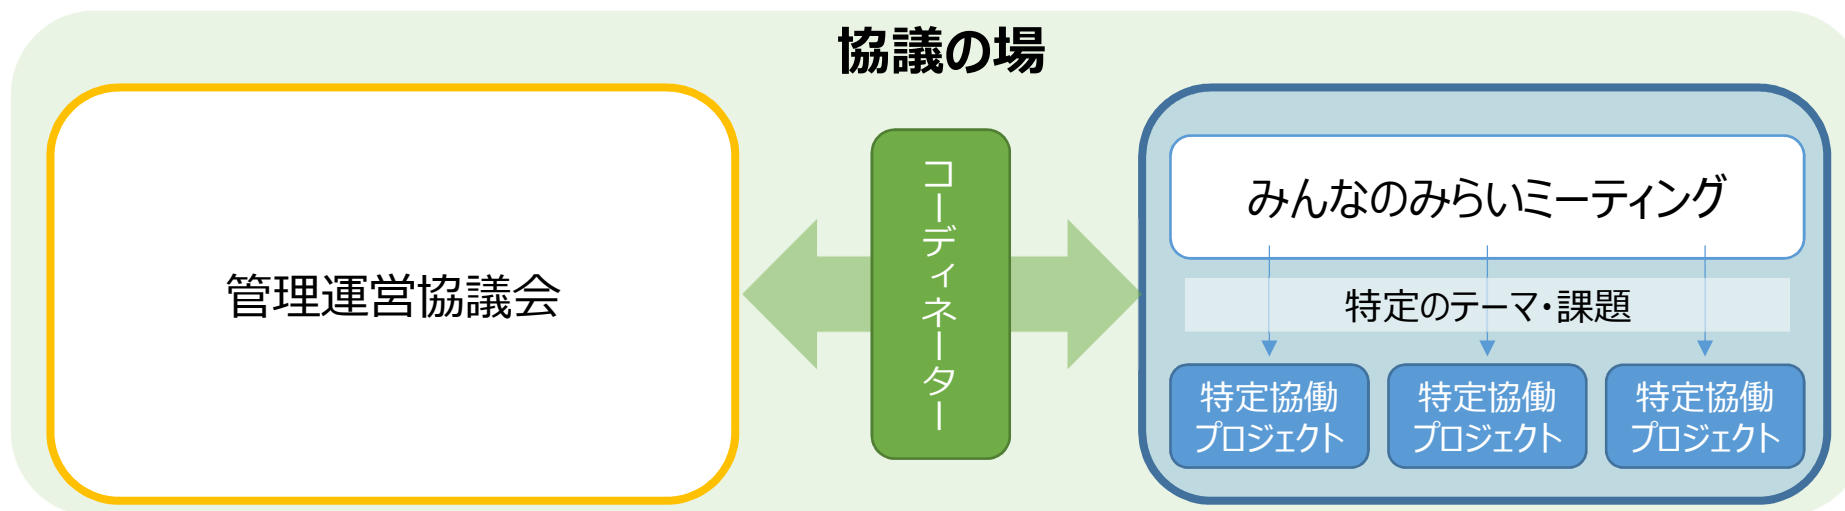 協議の場
管理運営協議会
コーディネーター
みんなのみらいミーティング
特定のテーマ・課題
特定協働
プロジェクト
特定協働
プロジェクト
特定協働
プロジェクト